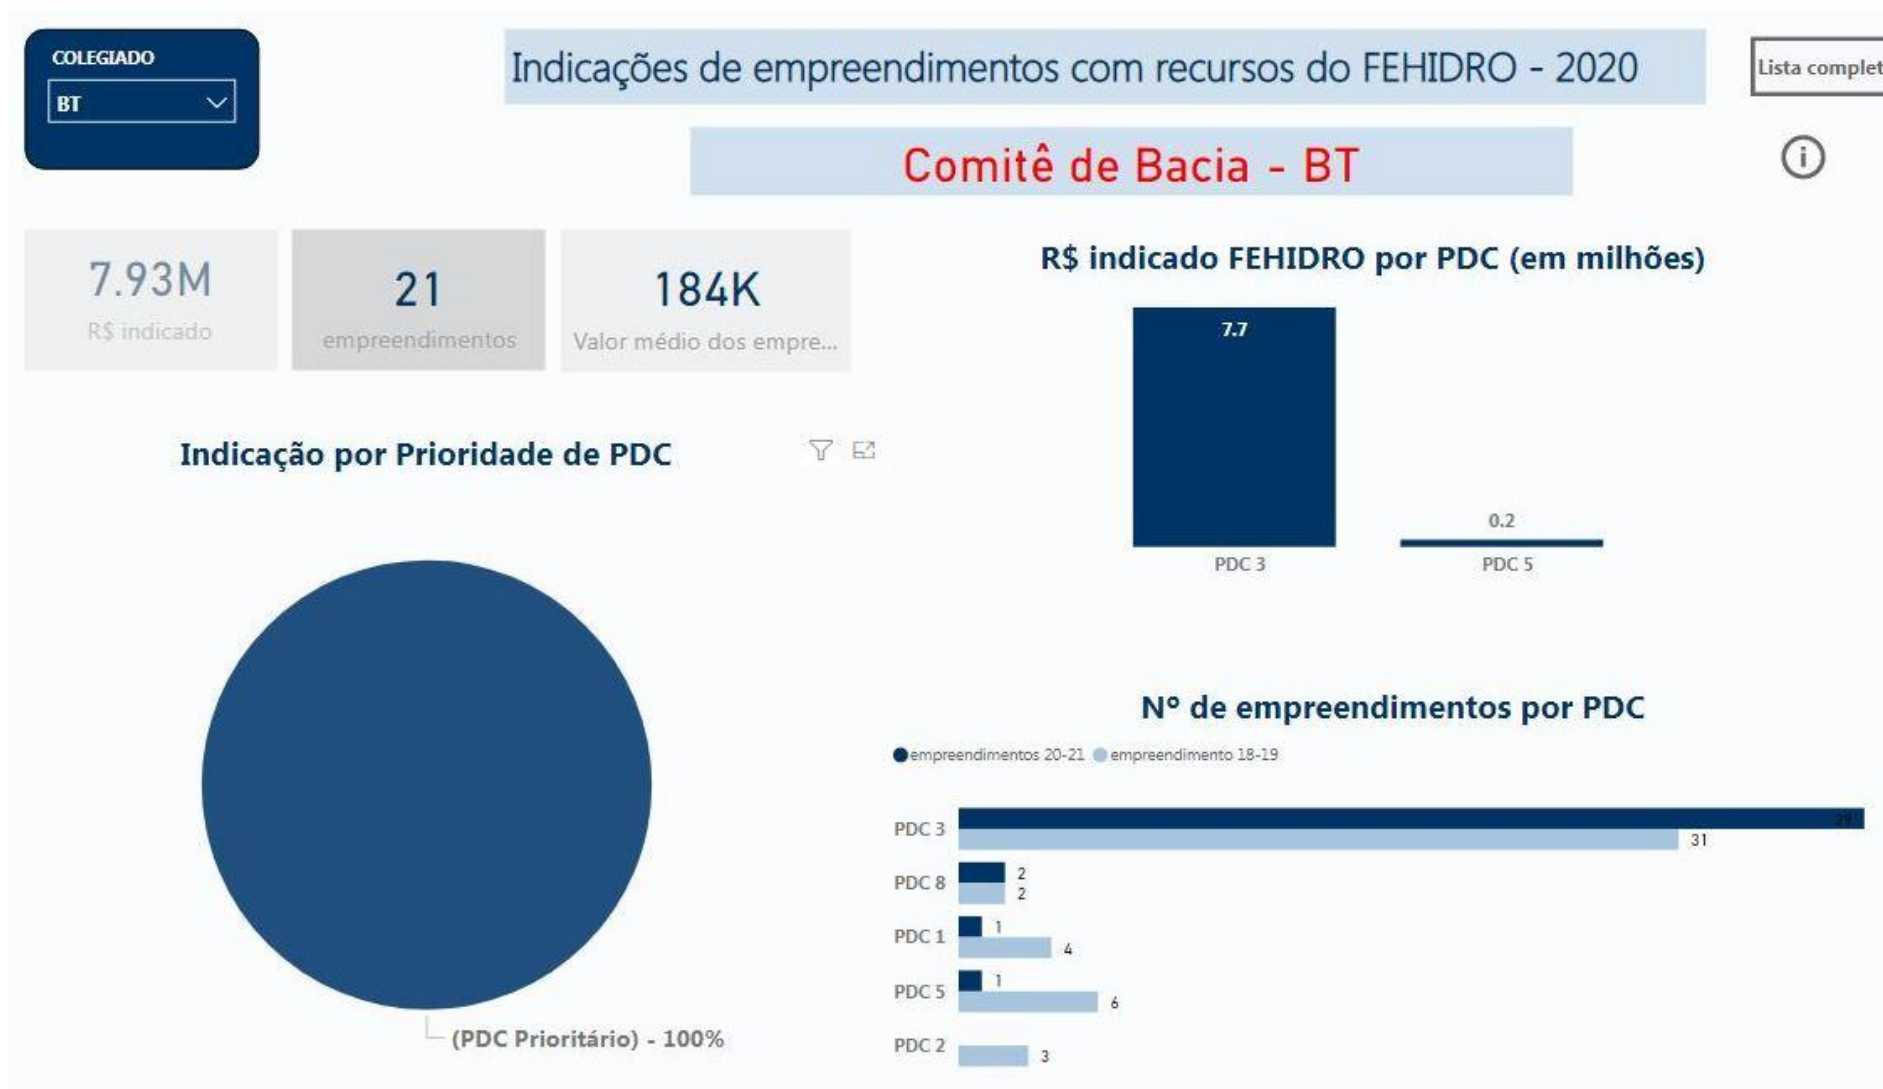 COLEGIADO
BT
Indicações de empreendimentos com recursos do FEHIDRO - 2020
Lista complet
Comitê de Bacia - BT
7.93M
R$ indicado
21
empreendimentos
184K
Valor médio dos empre...
R$ indicado FEHIDRO por PDC (em milhões)
7.7
0.2
PDC 3
PDC 5
Indicação por Prioridade de PDC
(PDC Prioritário) - 100%
Nº de empreendimentos por PDC
empreendimentos 20-21 empreendimento 18-19
PDC 3
39
31
PDC 8
2
2
PDC 1
1
4
PDC 5
1
6
PDC 2
3